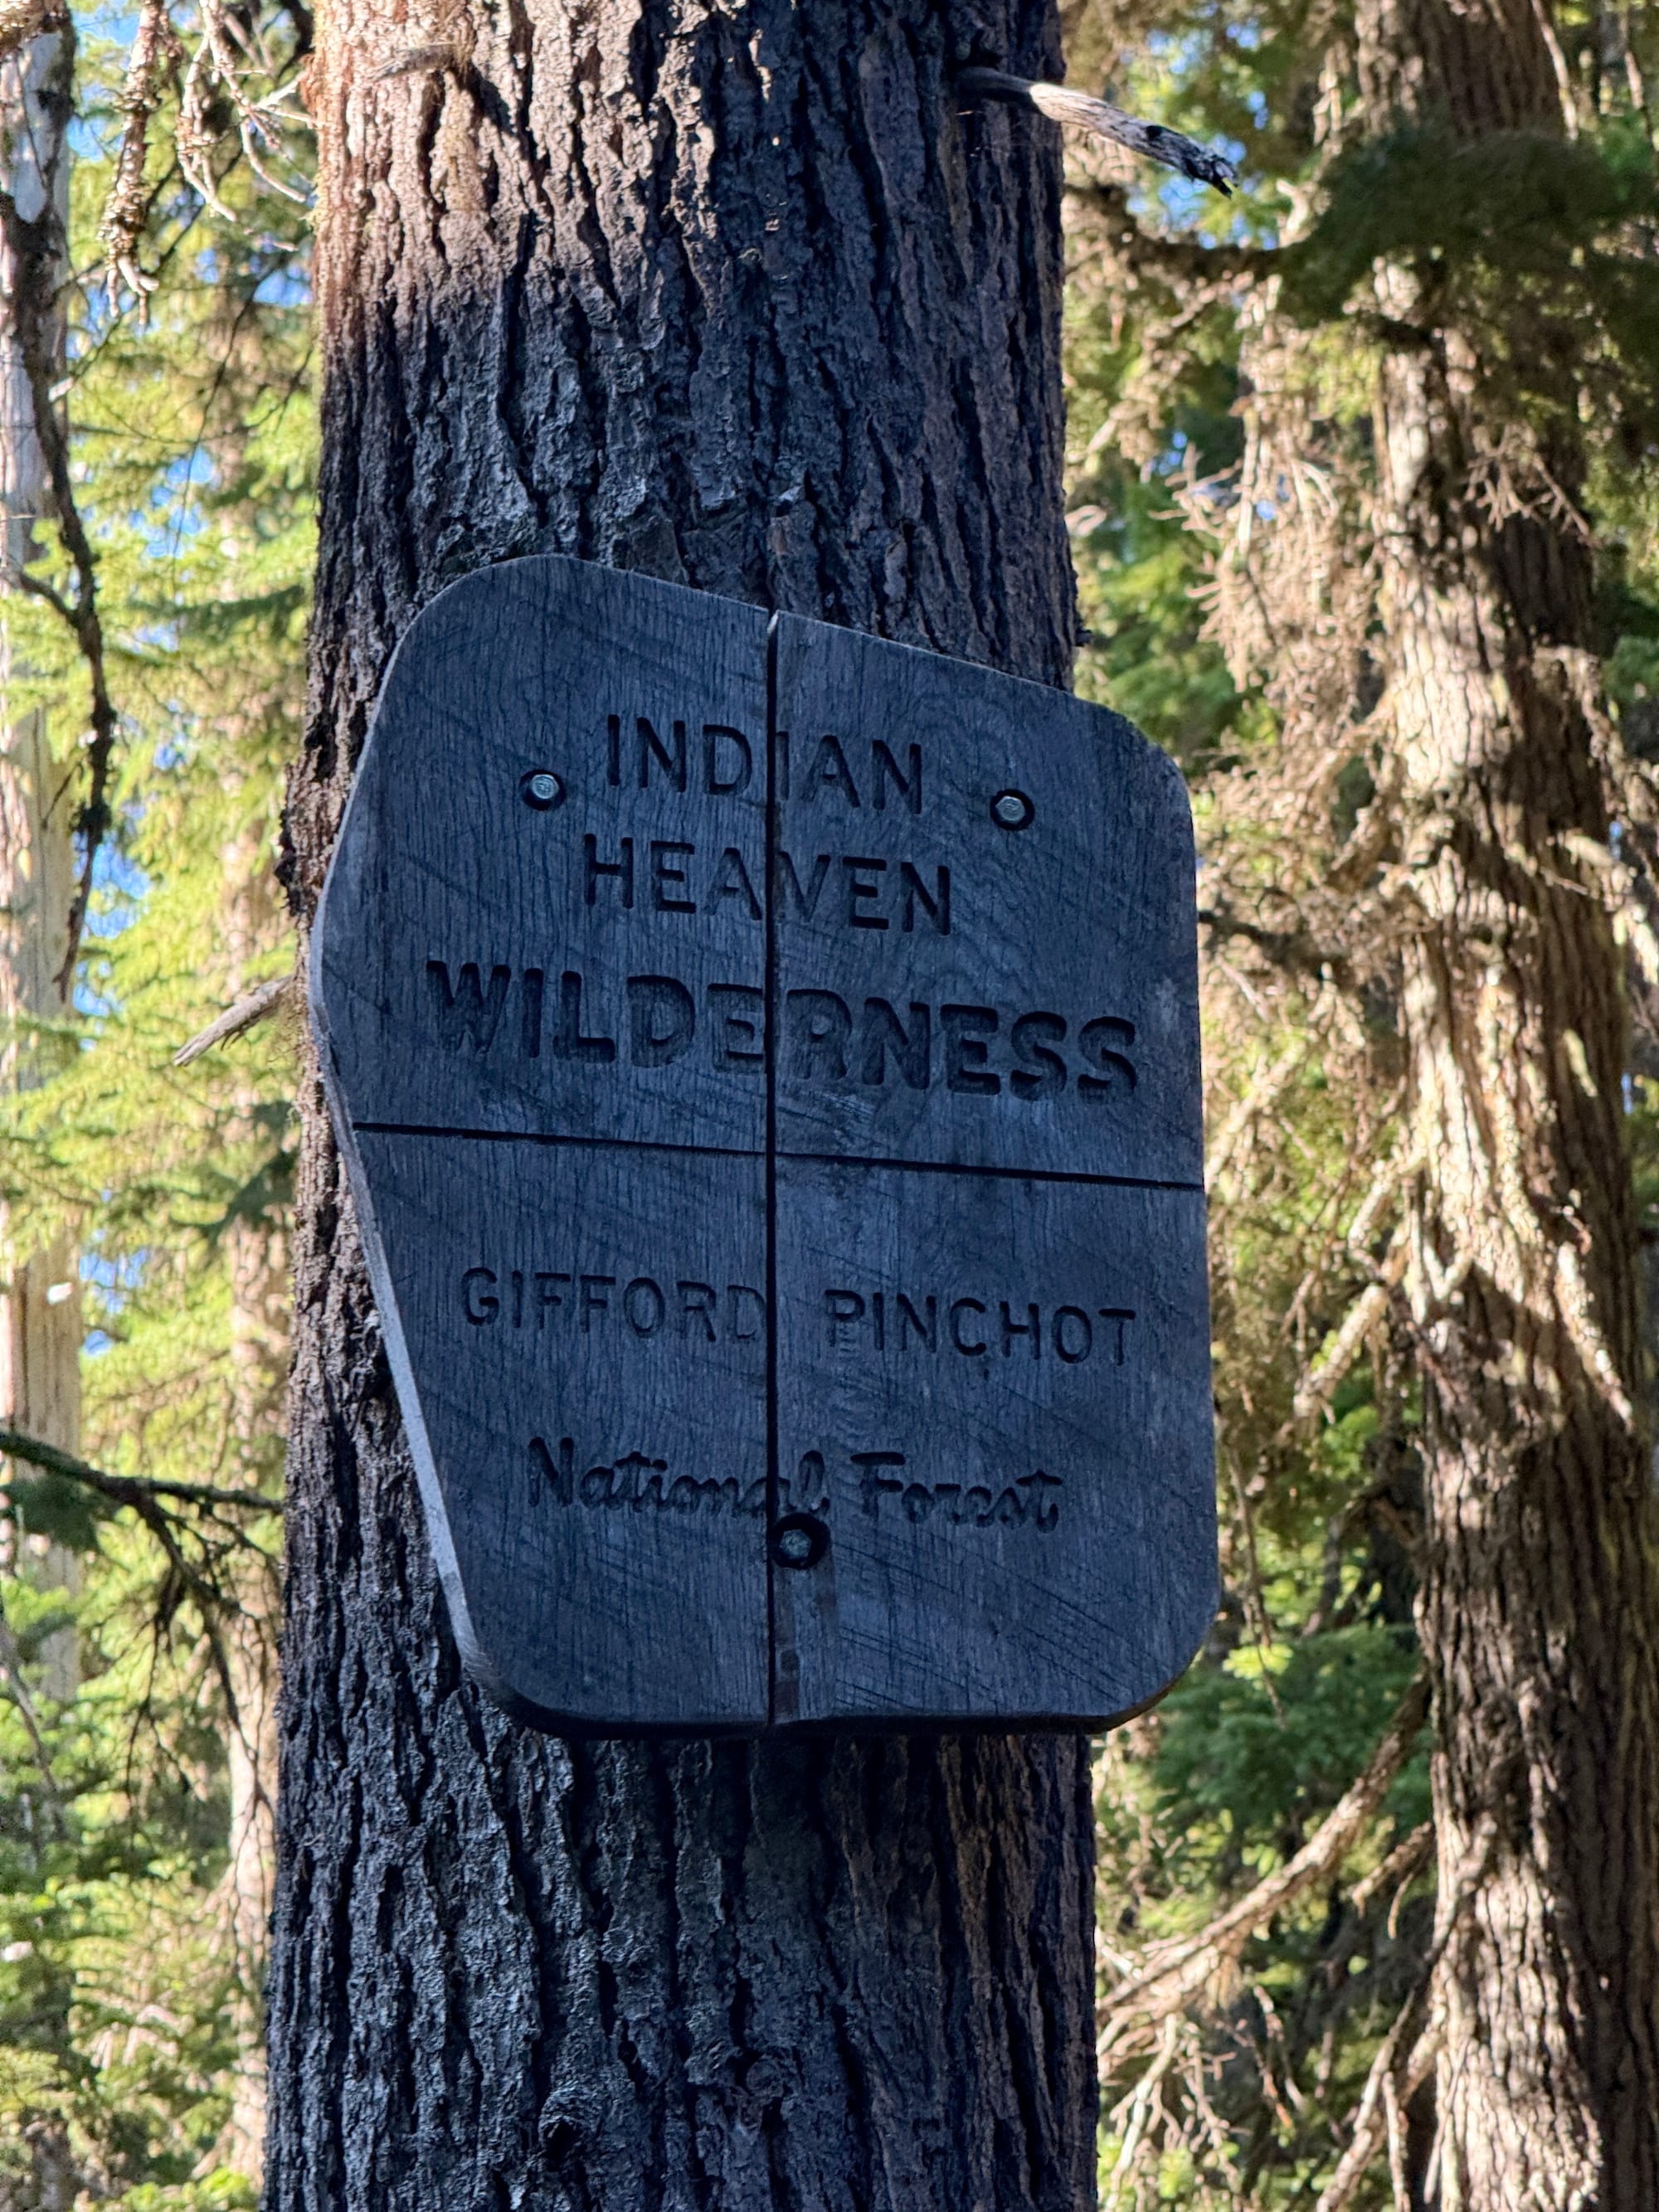 INDIAN
HEAVEN
WILDERNESS
GIFFORD PINCHOT
National Forest